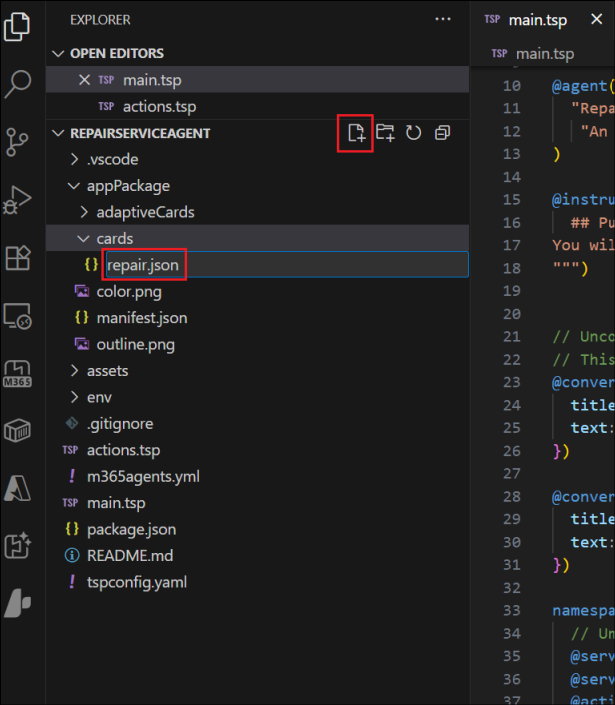 EXPLORER
OPEN EDITORS
TSP main.tsp
TSP actions.tsp
REPAIRSERVICEAGENT
.vscode
appPackage
adaptiveCards
cards
{} repair.json
color.png
{} manifest.json
outline.png
assets
env
.gitignore
TSP actions.tsp
! m365agents.yml
TSP main.tsp
{} package.json
README.md
! tspconfig.yaml
M365
TSP main.tsp
TSP main.tsp
10 @agent(
11 "Repa
12 "An
13 )
14
15 @instru
16 ## Pu
17 You wil
18 """)
19
20
21 // Unco
22 // This
23 @conver
24 title
25 text:
26 })
27
28 @conver
29 title
30 text:
31 })
32
33 namespa
34 // Un
35 @serv
36 @serv
37 @acti